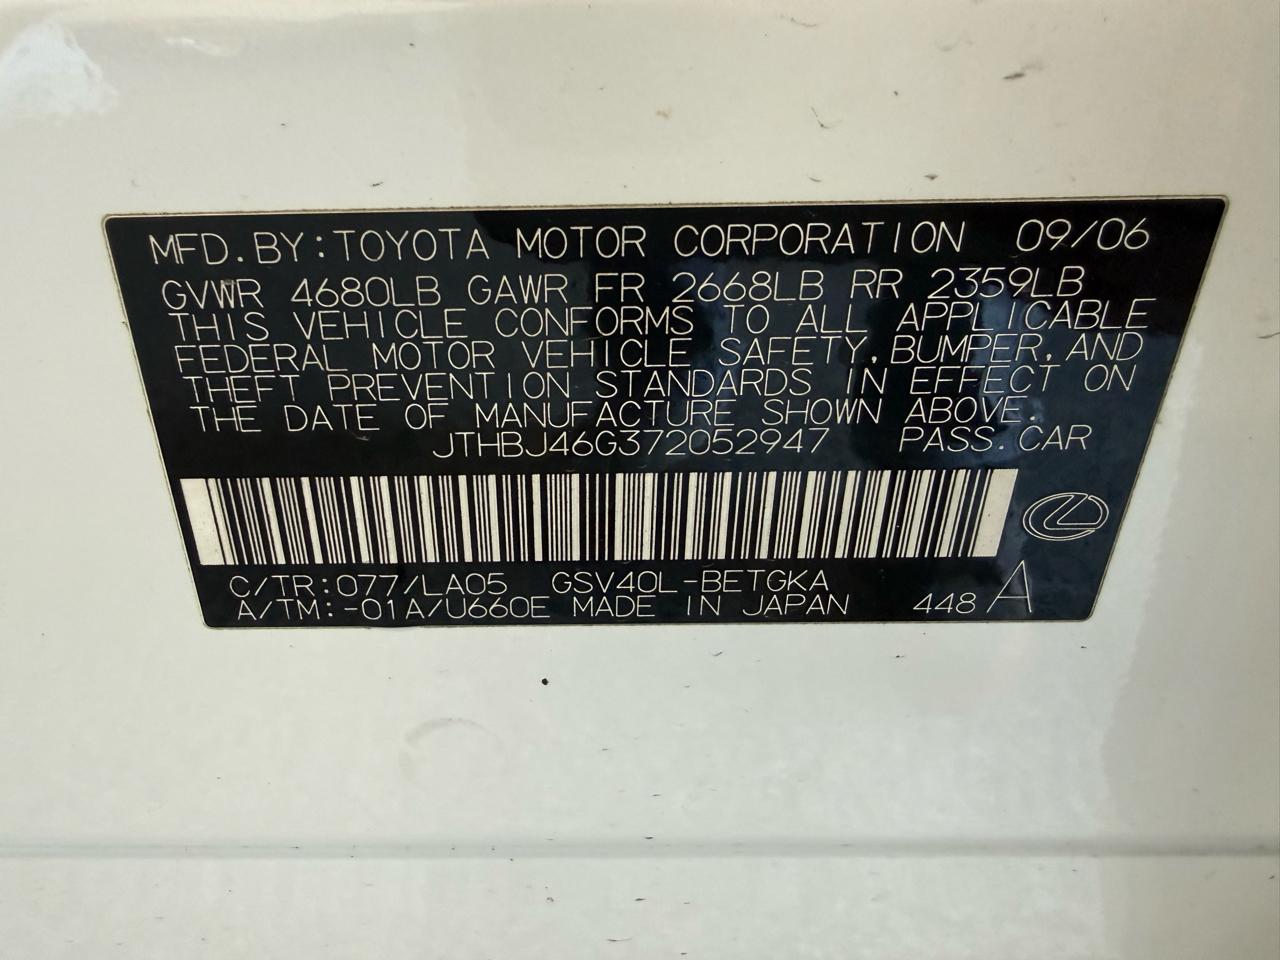 MFD. BY: TOYOTA MOTOR CORPORATION 09/06
GVWR 4680LB GAWR FR 2668LB RR 2359LB
THIS VEHICLE CONFORMS TO ALL APPLICABLE
FEDERAL MOTOR VEHICLE SAFETY, BUMPER, AND
THEFT PREVENTION STANDARDS IN EFFECT ON
THE DATE OF MANUFACTURE SHOWN ABOVE.
JTHBJ46G372052947 PASS. CAR
C/TR: 077/LA05 GSV40L-BETGKA
A/TM: -01A/U660E MADE IN JAPAN 448 A